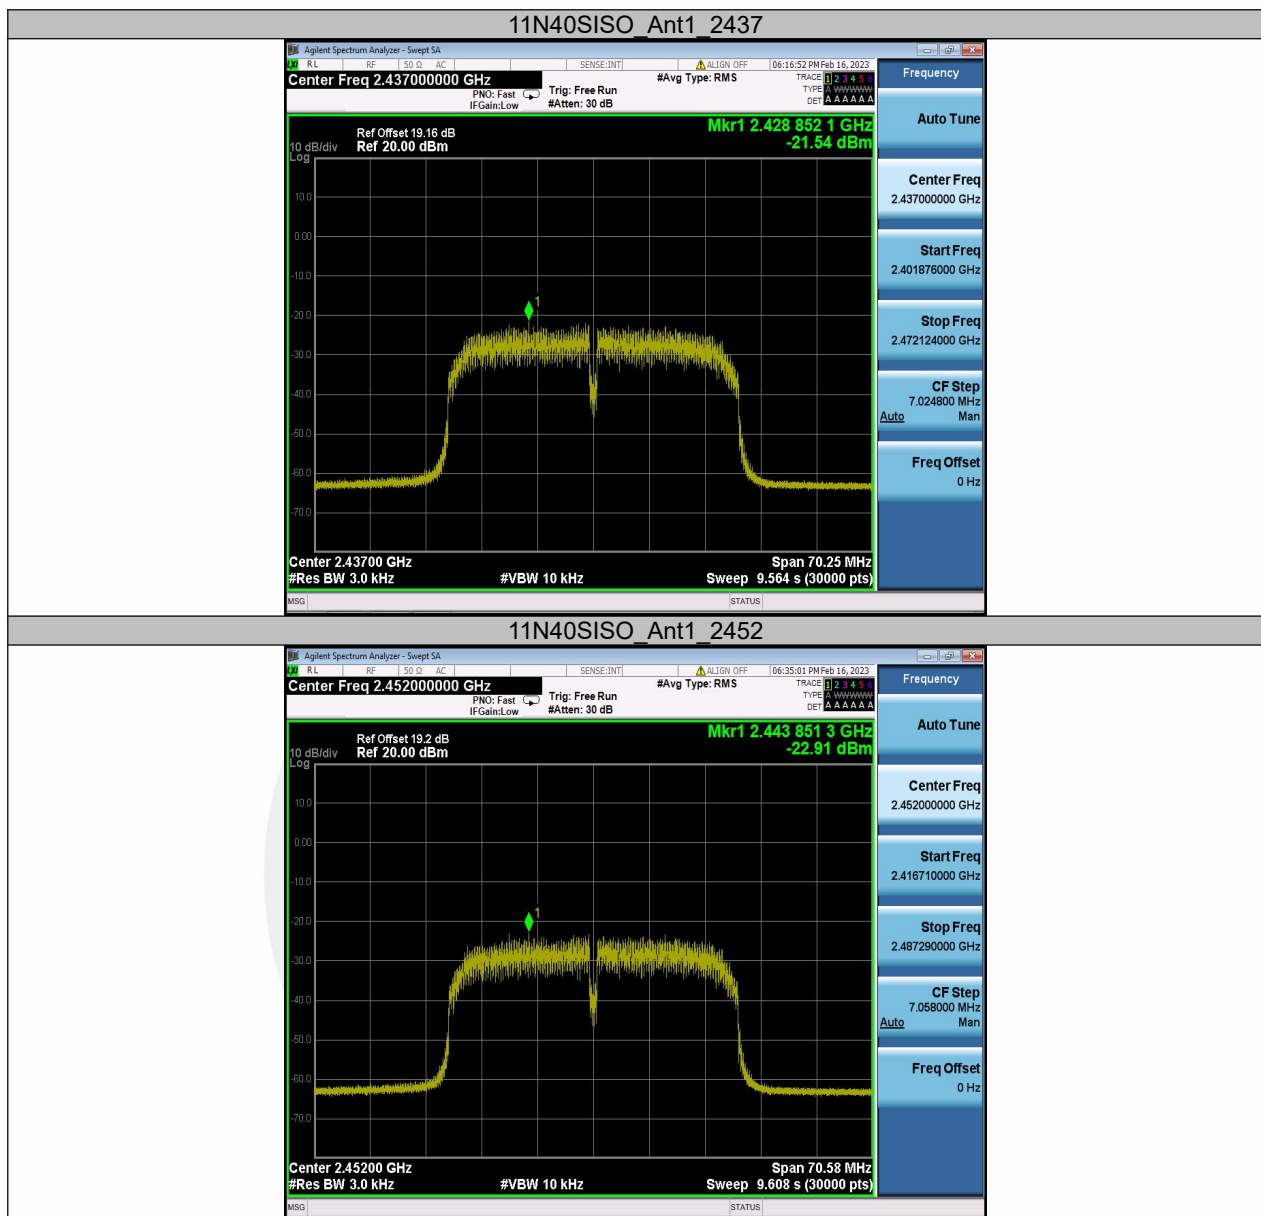 11N40SISO_Ant1_2437
Agilent Spectrum Analyzer - Swept SA
LXI RL RF 50 Ω AC SENSE:INT ALIGN OFF 06:16:52 PM Feb 16, 2023
Center Freq 2.437000000 GHz
#Avg Type: RMS
TRACE 1 2 3 4 5 6
PNO: Fast Trig: Free Run
TYPE A WWWWW
IFGain:Low #Atten: 30 dB
DET A A A A A A
Mkr1 2.428 852 1 GHz
Ref Offset 19.16 dB
-21.54 dBm
10 dB/div Ref 20.00 dBm
Log
10.0
0.00
-10.0
1
-20.0
-30.0
-40.0
-50.0
-60.0
-70.0
Center 2.43700 GHz Span 70.25 MHz
#Res BW 3.0 kHz #VBW 10 kHz Sweep 9.564 s (30000 pts)
MSG STATUS
Frequency
Auto Tune
Center Freq
2.437000000 GHz
Start Freq
2.401876000 GHz
Stop Freq
2.472124000 GHz
CF Step
7.024800 MHz
Auto Man
Freq Offset
0 Hz
11N40SISO_Ant1_2452
Agilent Spectrum Analyzer - Swept SA
LXI RL RF 50 Ω AC SENSE:INT ALIGN OFF 06:35:01 PM Feb 16, 2023
Center Freq 2.452000000 GHz
#Avg Type: RMS
TRACE 1 2 3 4 5 6
PNO: Fast Trig: Free Run
TYPE A WWWWW
IFGain:Low #Atten: 30 dB
DET A A A A A A
Mkr1 2.443 851 3 GHz
Ref Offset 19.2 dB
-22.91 dBm
10 dB/div Ref 20.00 dBm
Log
10.0
0.00
-10.0
1
-20.0
-30.0
-40.0
-50.0
-60.0
-70.0
Center 2.45200 GHz Span 70.58 MHz
#Res BW 3.0 kHz #VBW 10 kHz Sweep 9.608 s (30000 pts)
MSG STATUS
Frequency
Auto Tune
Center Freq
2.452000000 GHz
Start Freq
2.416710000 GHz
Stop Freq
2.487290000 GHz
CF Step
7.058000 MHz
Auto Man
Freq Offset
0 Hz